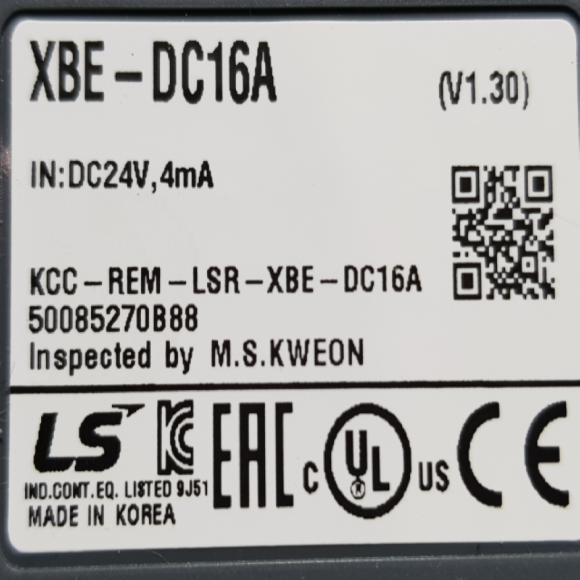 XBE-DC16A
(V1.30)
IN:DC24V,4mA
KCC-REM-LSR-XBE-DC16A
50085270B88
Inspected by M.S.KWEON
LS KC EAC C UL US CE
IND.CONT.EQ. LISTED 9J51
MADE IN KOREA